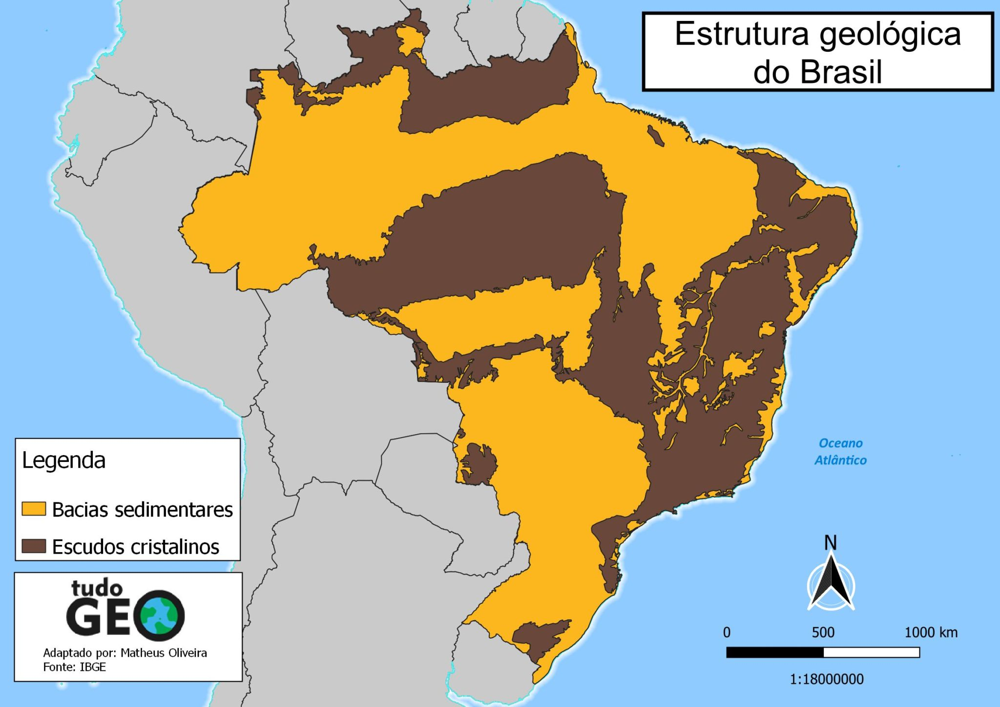 Estrutura geológica
do Brasil
Oceano
Atlântico
Legenda
Bacias sedimentares
Escudos cristalinos
tudo
GEO
Adaptado por: Matheus Oliveira
Fonte: IBGE
N
0 500 1000 km
1:18000000